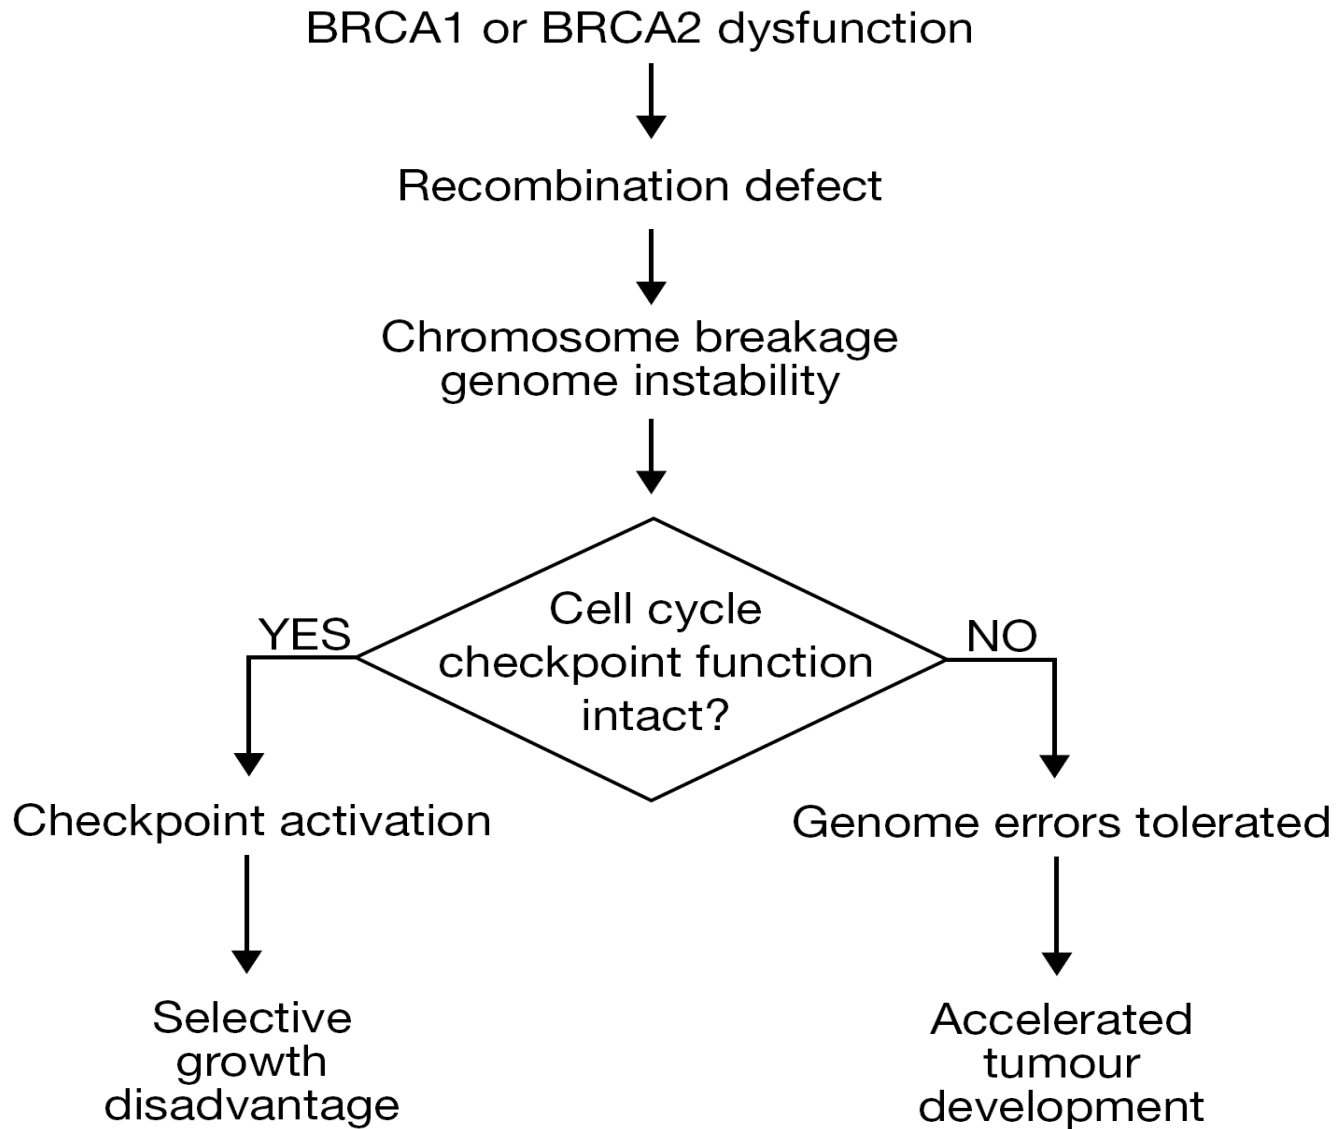 BRCA1 or BRCA2 dysfunction
Recombination defect
Chromosome breakage
genome instability
Cell cycle
checkpoint function
intact?
YES
NO
Checkpoint activation
Genome errors tolerated
Selective
growth
disadvantage
Accelerated
tumour
development